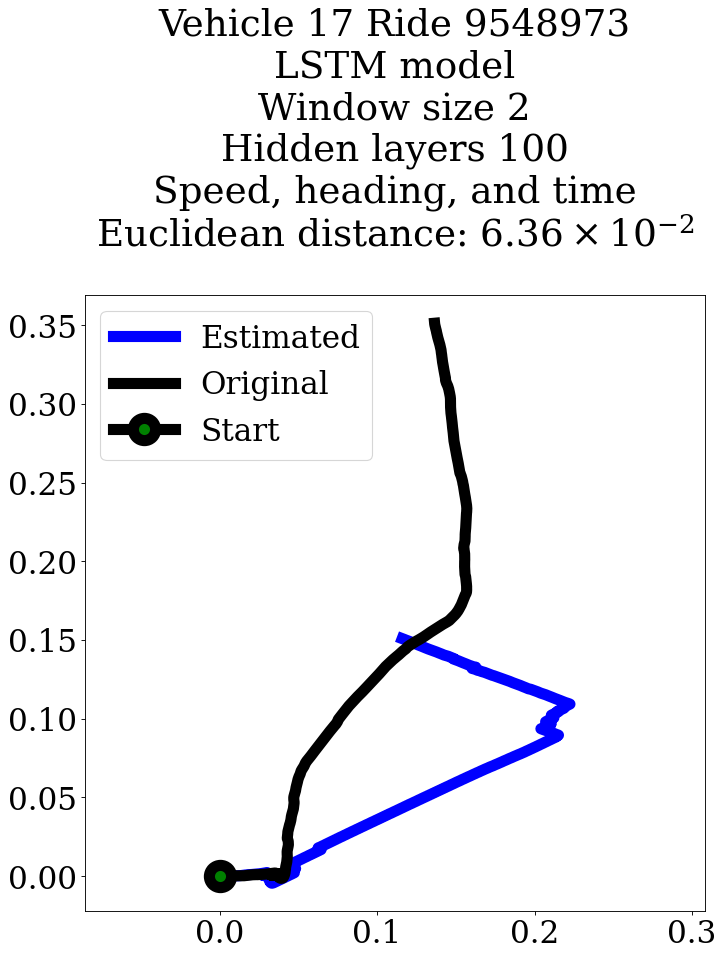 Vehicle 17 Ride 9548973
LSTM model
Window size 2
Hidden layers 100
Speed, heading, and time
Euclidean distance: 6.36 × 10⁻²
Estimated
Original
Start
0.35
0.30
0.25
0.20
0.15
0.10
0.05
0.00
0.0 0.1 0.2 0.3